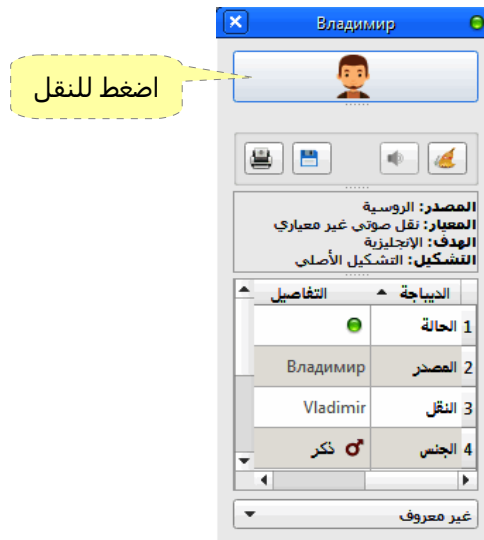 Владимир
اضغط للنقل
المصدر: الروسية
المعيار: نقل صوتي غير معياري
الهدف: الإنجليزية
التشكيل: التشكيل الأصلي
الديباجة التفاصيل
1 الحالة
2 المصدر Владимир
3 النقل Vladimir
4 الجنس ذكر
غير معروف